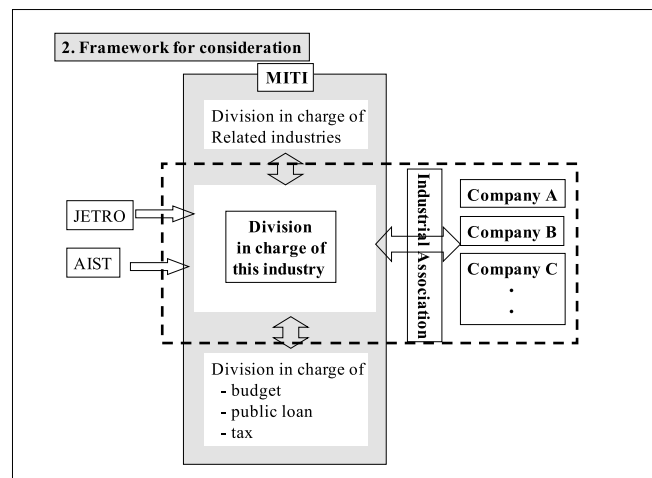 2. Framework for consideration
MITI
Division in charge of
Related industries
JETRO
AIST
Division
in charge of
this industry
Industrial Association
Company A
Company B
Company C
.
.
Division in charge of
- budget
- public loan
- tax